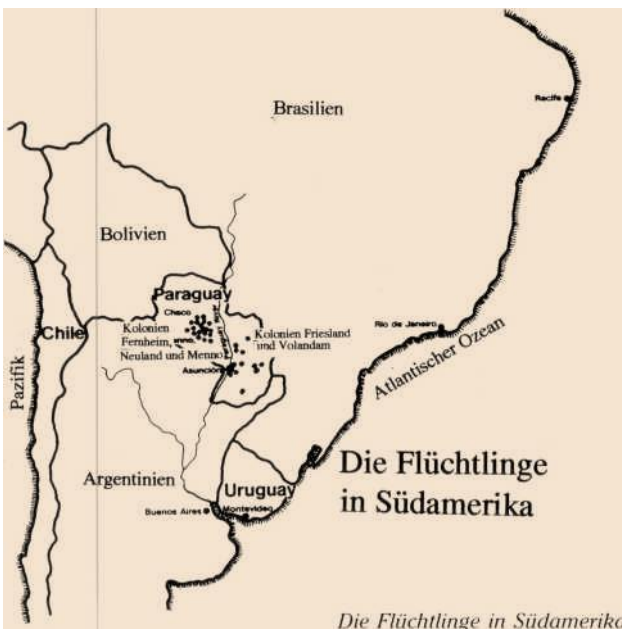 Racife
Brasilien
Bolivien
Paraguay
Chaco
Chile
Kolonien
Fernheim,
Neuland und Menno
Kolonien Friesland
und Volandam
Asunción
Rio de Janeiro
Atlantischer Ozean
Pazifik
Die Flüchtlinge
in Südamerika
Argentinien
Uruguay
Buenos Aires
Montevideo
Die Flüchtlinge in Südamerika